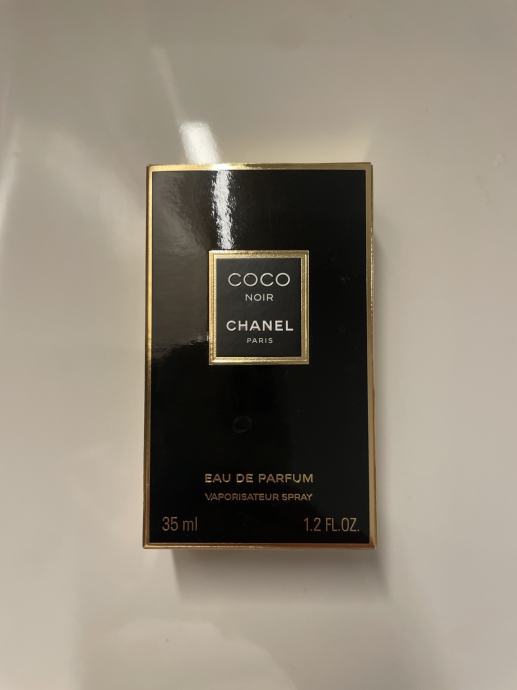 COCO
NOIR
CHANEL
PARIS
EAU DE PARFUM
VAPORISATEUR SPRAY
35 ml 1.2 FL.OZ.